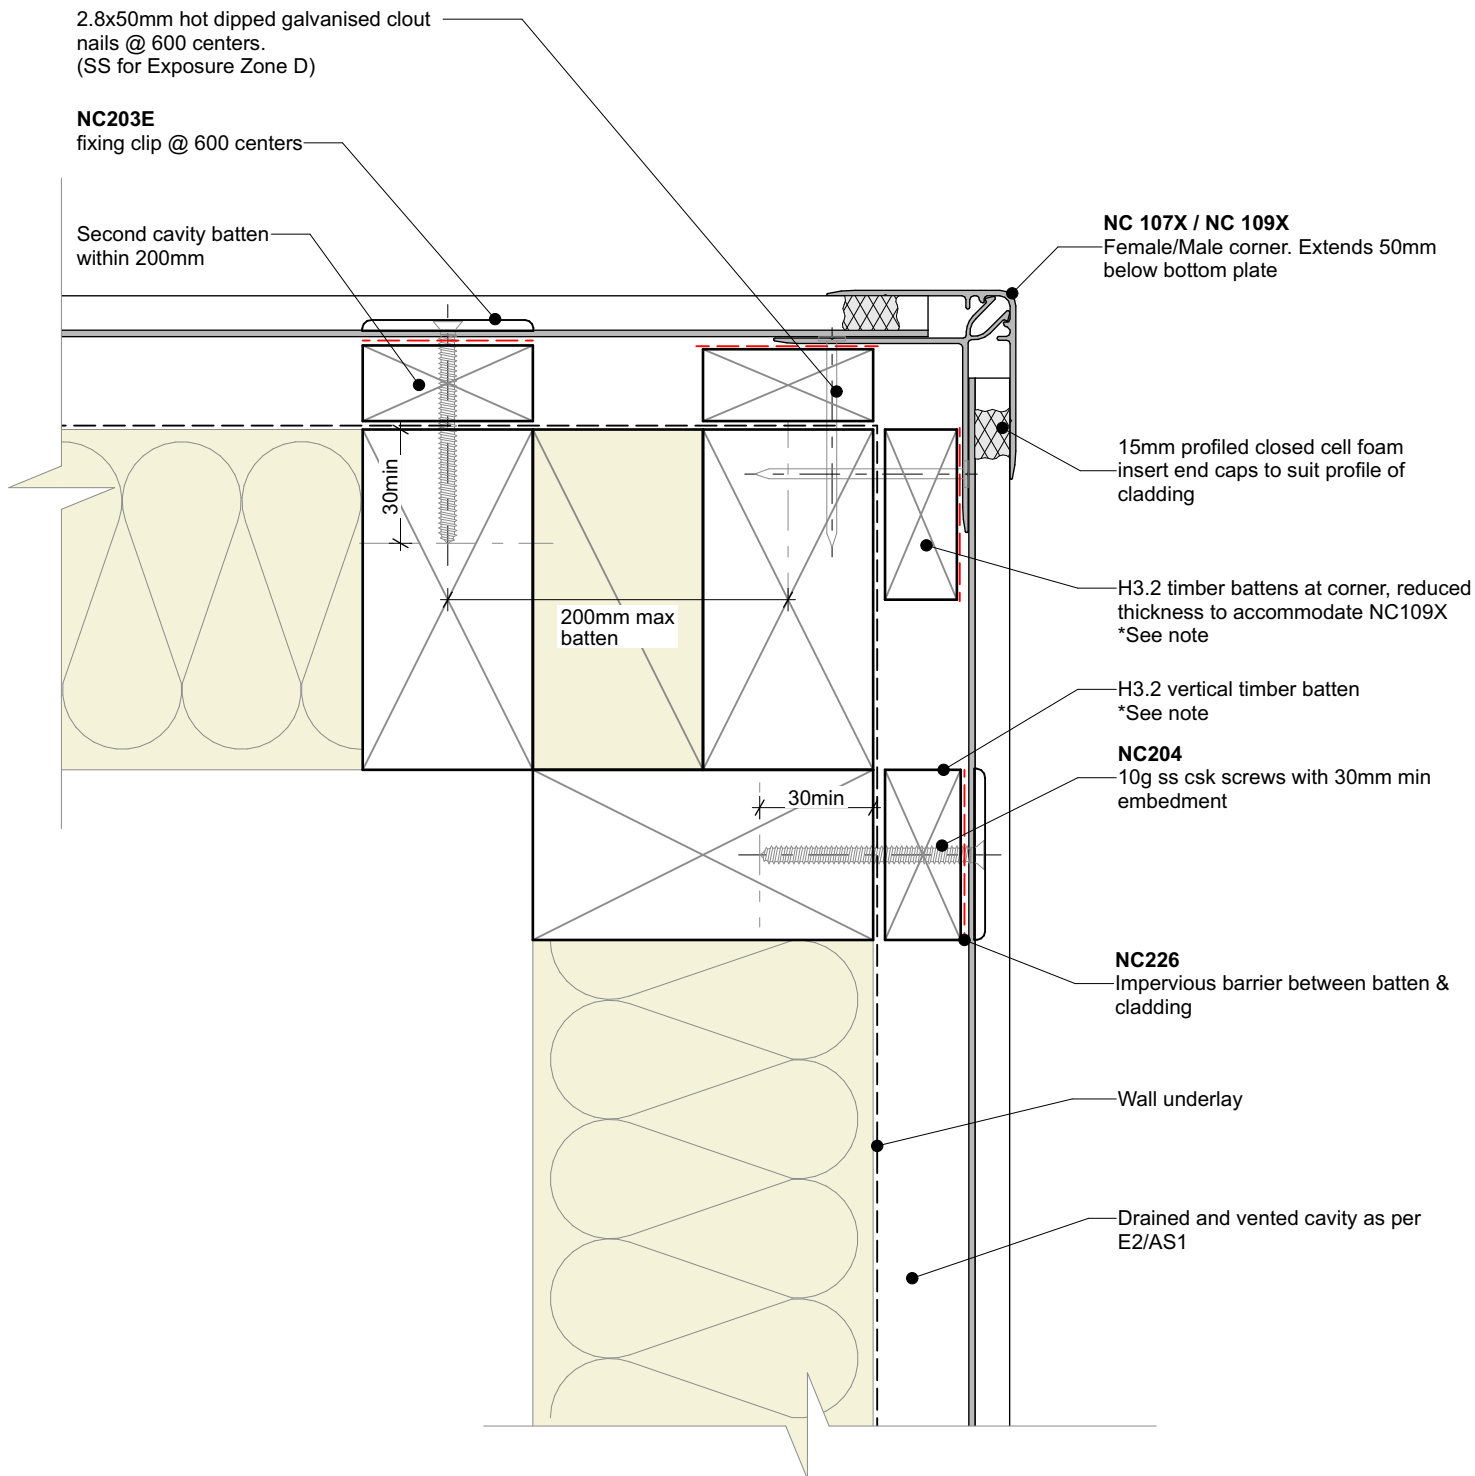 2.8x50mm hot dipped galvanised clout
nails @ 600 centers.
(SS for Exposure Zone D)
NC203E
fixing clip @ 600 centers
Second cavity batten
within 200mm
NC 107X / NC 109X
Female/Male corner. Extends 50mm
below bottom plate
15mm profiled closed cell foam
insert end caps to suit profile of
cladding
30min
200mm max
batten
H3.2 timber battens at corner, reduced
thickness to accommodate NC109X
*See note
H3.2 vertical timber batten
*See note
NC204
10g ss csk screws with 30mm min
embedment
30min
NC226
Impervious barrier between batten &
cladding
Wall underlay
Drained and vented cavity as per
E2/AS1